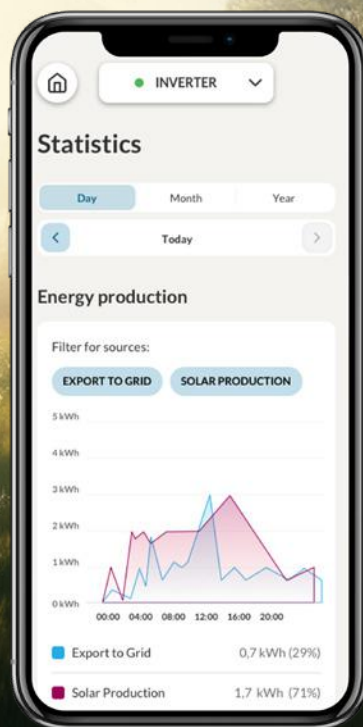 INVERTER
Statistics
Day Month Year
Today
Energy production
Filter for sources:
EXPORT TO GRID SOLAR PRODUCTION
5 kWh
4 kWh
3 kWh
2 kWh
1 kWh
0 kWh
00:00 04:00 08:00 12:00 16:00 20:00
Export to Grid 0,7 kWh (29%)
Solar Production 1.7 kWh (71%)